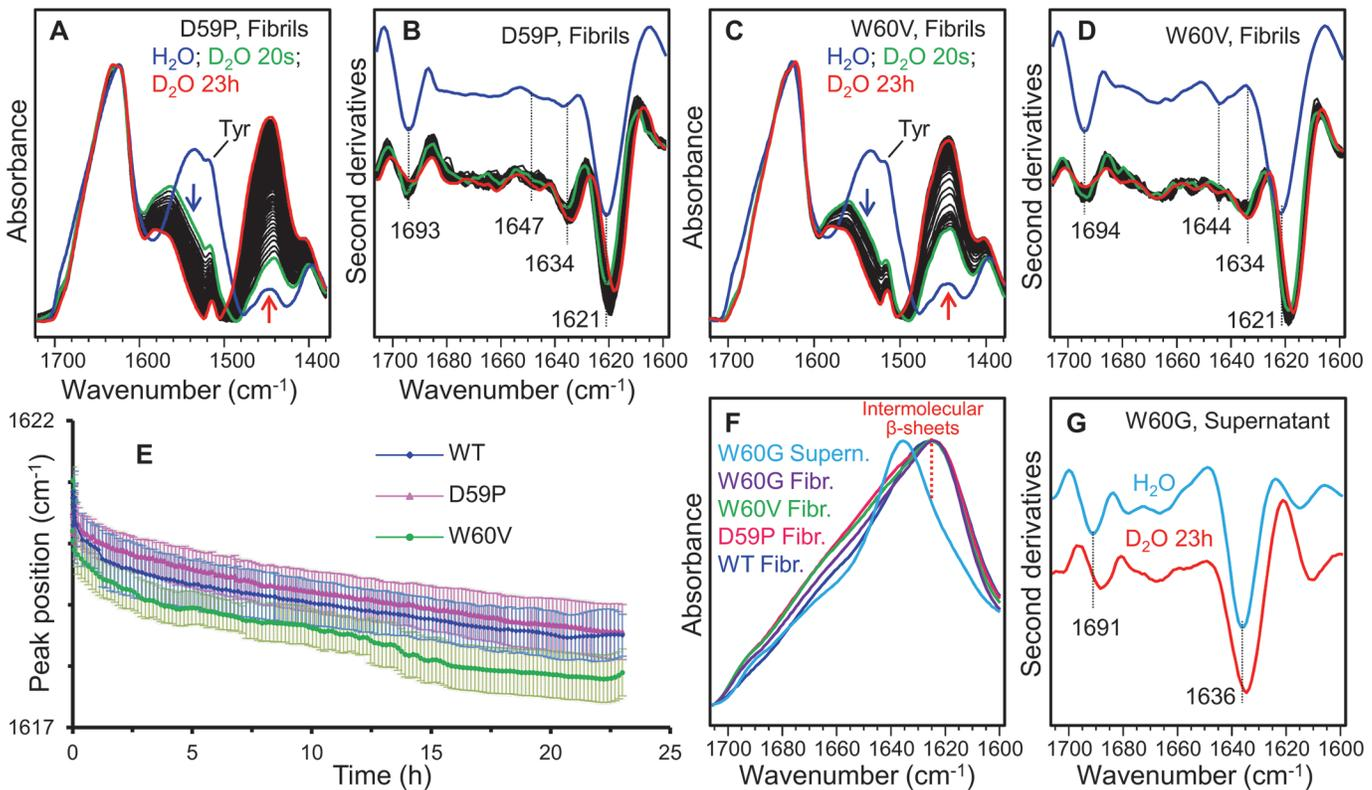 A
D59P, Fibrils
H₂O; D₂O 20s;
D₂O 23h
Tyr
Absorbance
1700 1600 1500 1400
Wavenumber (cm⁻¹)
B
D59P, Fibrils
Second derivatives
1693
1647
1634
1621
1700 1680 1660 1640 1620 1600
C
W60V, Fibrils
H₂O; D₂O 20s;
D₂O 23h
Tyr
Absorbance
1700 1600 1500 1400
Wavenumber (cm⁻¹)
D
W60V, Fibrils
Second derivatives
1694
1644
1634
1621
1700 1680 1660 1640 1620 1600
E
1622
1617
Peak position (cm⁻¹)
WT
D59P
W60V
0 5 10 15 20 25
Time (h)
F
Intermolecular
β-sheets
W60G Supern.
W60G Fibr.
W60V Fibr.
D59P Fibr.
WT Fibr.
Absorbance
1700 1680 1660 1640 1620 1600
Wavenumber (cm⁻¹)
G
W60G, Supernatant
H₂O
D₂O 23h
Second derivatives
1691
1636
1700 1680 1660 1640 1620 1600
Wavenumber (cm⁻¹)